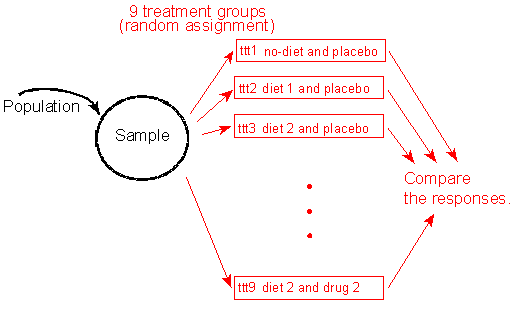 9 treatment groups
(random assignment)
ttt1 no-diet and placebo
ttt2 diet 1 and placebo
Population
Sample
ttt3 diet 2 and placebo
Compare
the responses.
ttt9 diet 2 and drug 2